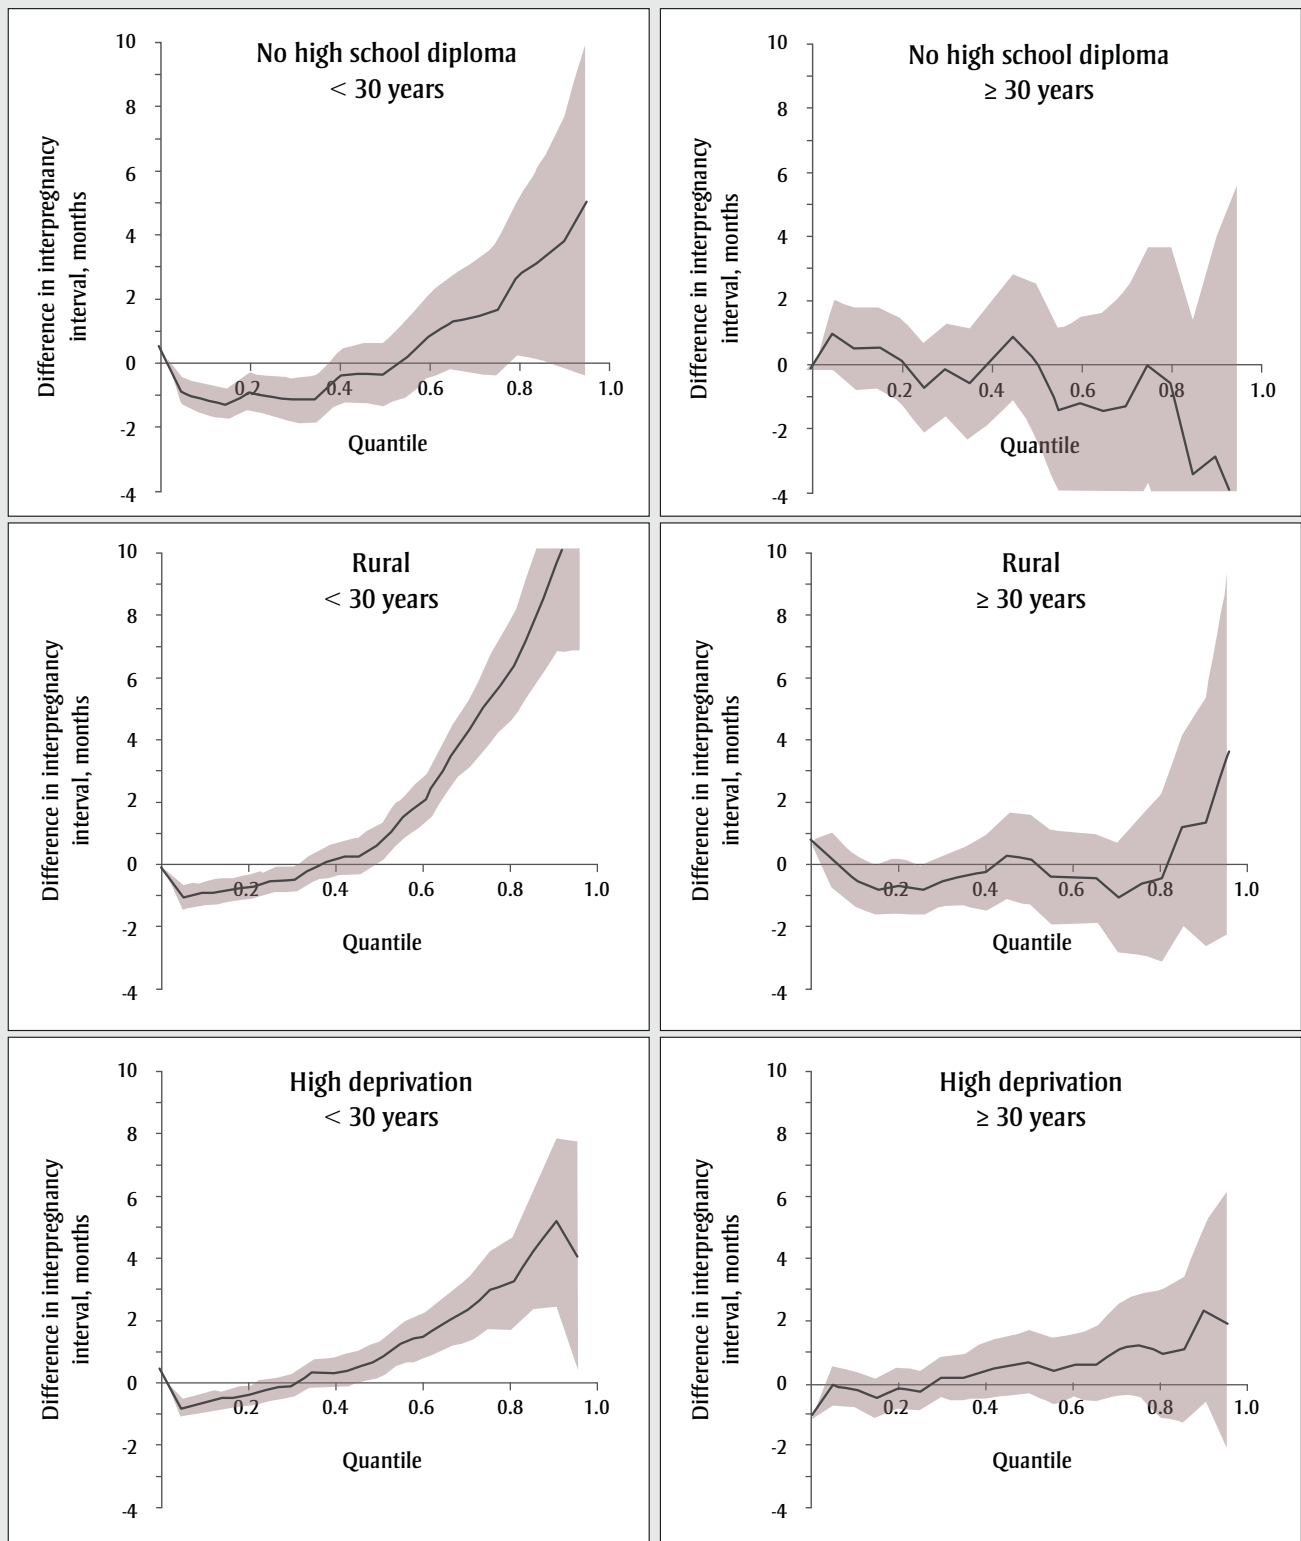 No high school diploma
< 30 years
Difference in interpregnancy
interval, months
10
8
6
4
2
0
-2
-4
0.2
0.4
0.6
0.8
1.0
Quantile
No high school diploma
≥ 30 years
Difference in interpregnancy
interval, months
10
8
6
4
2
0
-2
-4
0.2
0.4
0.6
0.8
1.0
Quantile
Rural
< 30 years
Difference in interpregnancy
interval, months
10
8
6
4
2
0
-2
-4
0.2
0.4
0.6
0.8
1.0
Quantile
Rural
≥ 30 years
Difference in interpregnancy
interval, months
10
8
6
4
2
0
-2
-4
0.2
0.4
0.6
0.8
1.0
Quantile
High deprivation
< 30 years
Difference in interpregnancy
interval, months
10
8
6
4
2
0
-2
-4
0.2
0.4
0.6
0.8
1.0
Quantile
High deprivation
≥ 30 years
Difference in interpregnancy
interval, months
10
8
6
4
2
0
-2
-4
0.2
0.4
0.6
0.8
1.0
Quantile